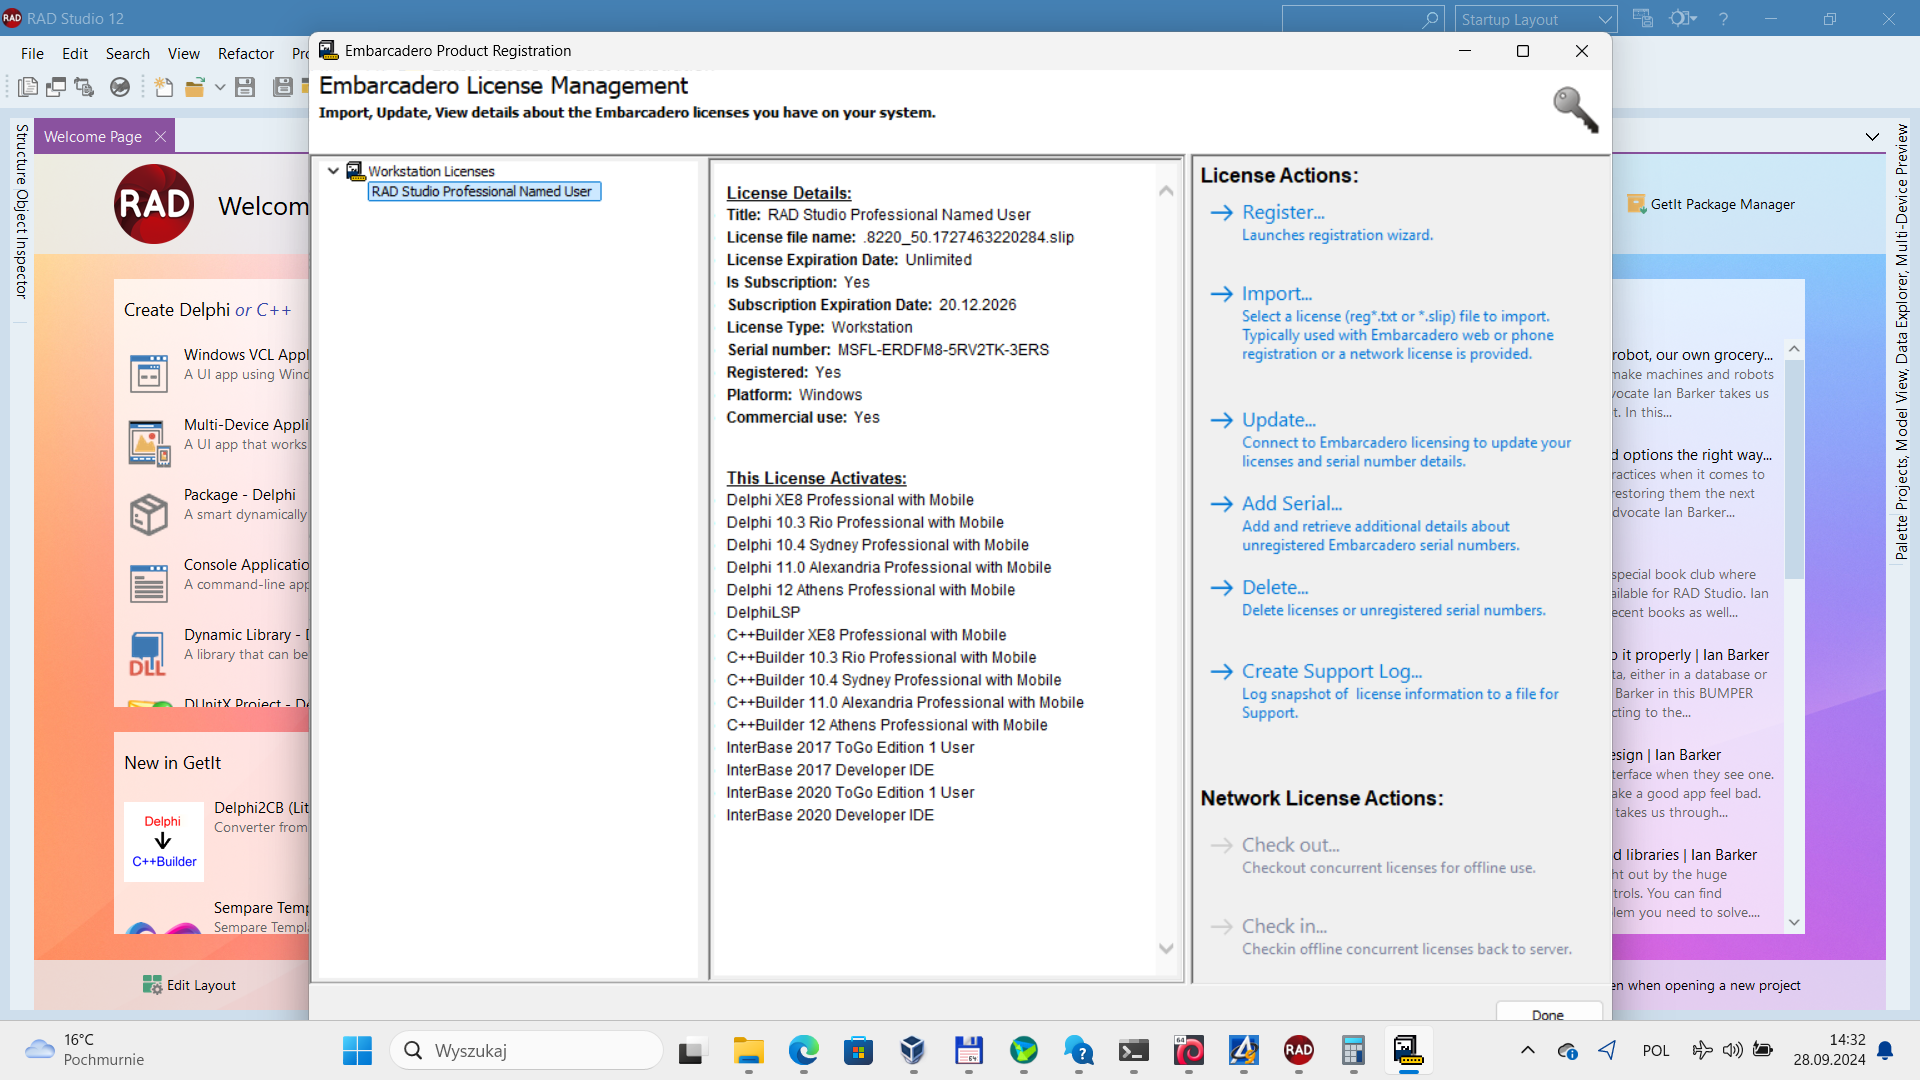 RAD Studio 12
Startup Layout
?
File Edit Search View Refactor
Embarcadero Product Registration
Embarcadero License Management
Import, Update, View details about the Embarcadero licenses you have on your system.
Structure Object Inspector
Welcome Page
RAD
Welcom
Create Delphi or C++
Windows VCL Appl
A UI app using Wind
Multi-Device Appli
A UI app that works
Package - Delphi
A smart dynamically
Console Applicatio
A command-line app
Dynamic Library - D
A library that can be
DLL
DUnitX Project - De
New in GetIt
Delphi
C++Builder
Delphi2CB (Lit
Converter from
Sempare Temp
Sempare Templa
Edit Layout
Workstation Licenses
RAD Studio Professional Named User
License Details:
Title: RAD Studio Professional Named User
License file name: .8220_50.1727463220284.slip
License Expiration Date: Unlimited
Is Subscription: Yes
Subscription Expiration Date: 20.12.2026
License Type: Workstation
Serial number: MSFL-ERDFM8-5RV2TK-3ERS
Registered: Yes
Platform: Windows
Commercial use: Yes
This License Activates:
Delphi XE8 Professional with Mobile
Delphi 10.3 Rio Professional with Mobile
Delphi 10.4 Sydney Professional with Mobile
Delphi 11.0 Alexandria Professional with Mobile
Delphi 12 Athens Professional with Mobile
DelphiLSP
C++Builder XE8 Professional with Mobile
C++Builder 10.3 Rio Professional with Mobile
C++Builder 10.4 Sydney Professional with Mobile
C++Builder 11.0 Alexandria Professional with Mobile
C++Builder 12 Athens Professional with Mobile
InterBase 2017 ToGo Edition 1 User
InterBase 2017 Developer IDE
InterBase 2020 ToGo Edition 1 User
InterBase 2020 Developer IDE
License Actions:
Register...
Launches registration wizard.
Import...
Select a license (reg*.txt or *.slip) file to import.
Typically used with Embarcadero web or phone
registration or a network license is provided.
Update...
Connect to Embarcadero licensing to update your
licenses and serial number details.
Add Serial...
Add and retrieve additional details about
unregistered Embarcadero serial numbers.
Delete...
Delete licenses or unregistered serial numbers.
Create Support Log...
Log snapshot of license information to a file for
Support.
Network License Actions:
Check out...
Checkout concurrent licenses for offline use.
Check in...
Checkin offline concurrent licenses back to server.
Done
GetIt Package Manager
robot, our own grocery...
make machines and robots
vocate Ian Barker takes us
t. In this...
d options the right way...
ractices when it comes to
restoring them the next
dvocate Ian Barker...
special book club where
ailable for RAD Studio. Ian
ecent books as well...
o it properly | Ian Barker
ta, either in a database or
Barker in this BUMPER
cting to the...
esign | Ian Barker
terface when they see one.
ake a good app feel bad.
takes us through...
d libraries | Ian Barker
ht out by the huge
trols. You can find
lem you need to solve....
en when opening a new project
Palette Projects, Model View, Data Explorer, Multi-Device Preview
16°C
Pochmurnie
Wyszukaj
64
64
RAD
POL
14:32
28.09.2024